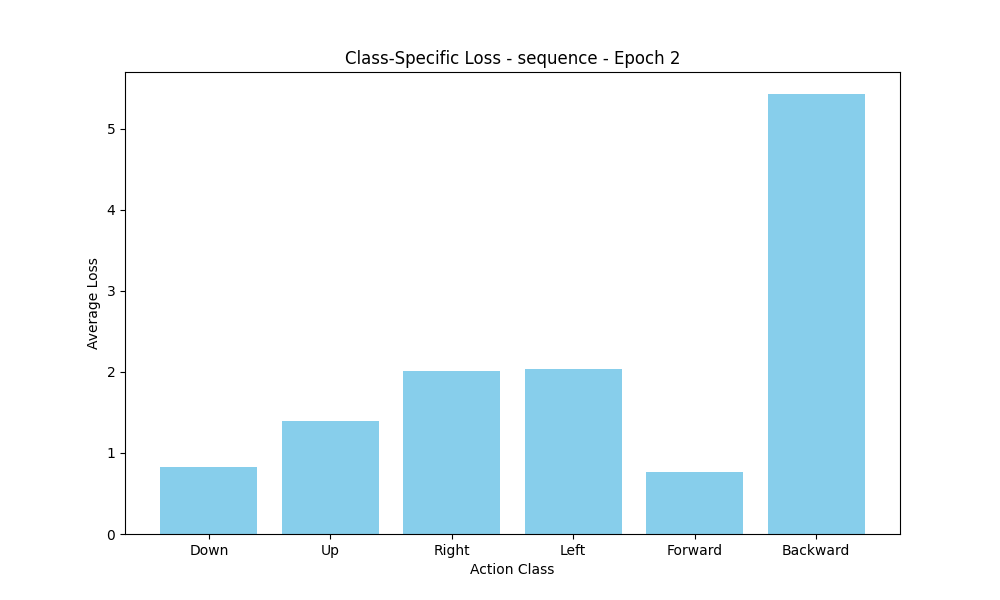 Class-Specific Loss - sequence - Epoch 2
Average Loss
5
4
3
2
1
0
Down Up Right Left Forward Backward
Action Class